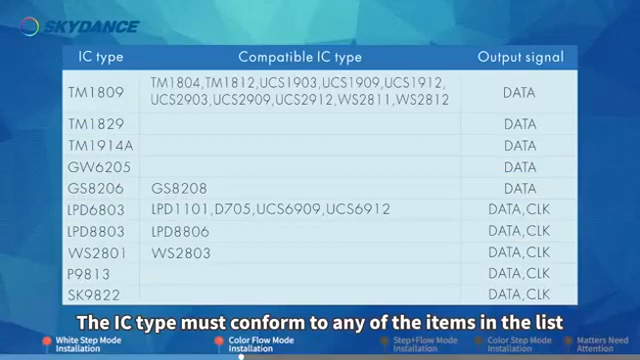 SKYDANCE
IC type Compatible IC type Output signal
TM1809 TM1804,TM1812,UCS1903,UCS1909,UCS1912, DATA
UCS2903,UCS2909,UCS2912,WS2811,WS2812
TM1829 DATA
TM1914A DATA
GW6205 DATA
GS8206 GS8208 DATA
LPD6803 LPD1101,D705,UCS6909,UCS6912 DATA,CLK
LPD8803 LPD8806 DATA,CLK
WS2801 WS2803 DATA,CLK
P9813 DATA,CLK
SK9822 DATA,CLK
The IC type must conform to any of the items in the list
White Step Mode
Installation
Color Flow Mode
Installation
Step+Flow Mode
Installation
Color Step Mode
Installation
Matters Need
Attention